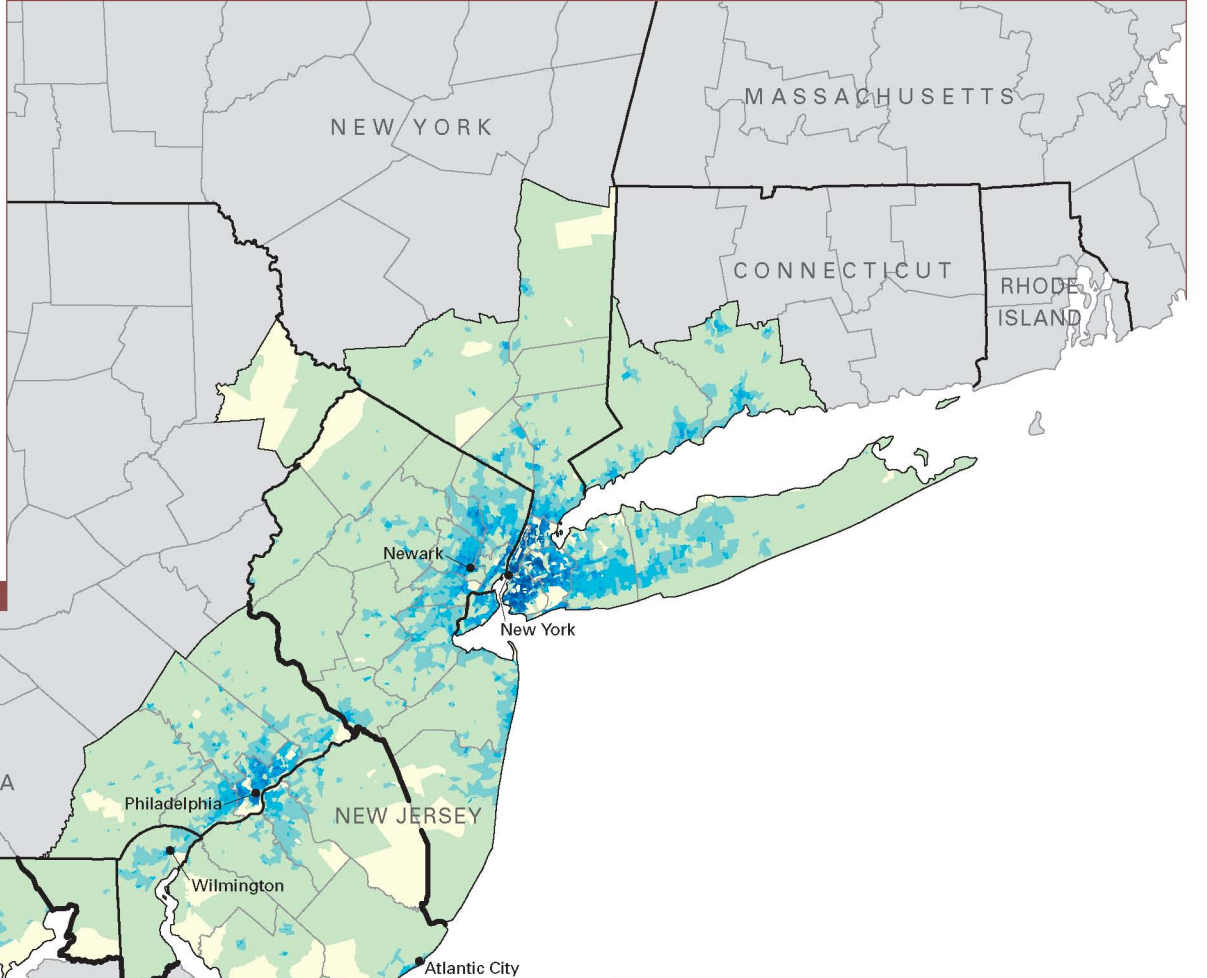 MASSACHUSETTS
NEW YORK
CONNECTICUT
RHODE
ISLAND
Newark
New York
A
Philadelphia
NEW JERSEY
Wilmington
Atlantic City